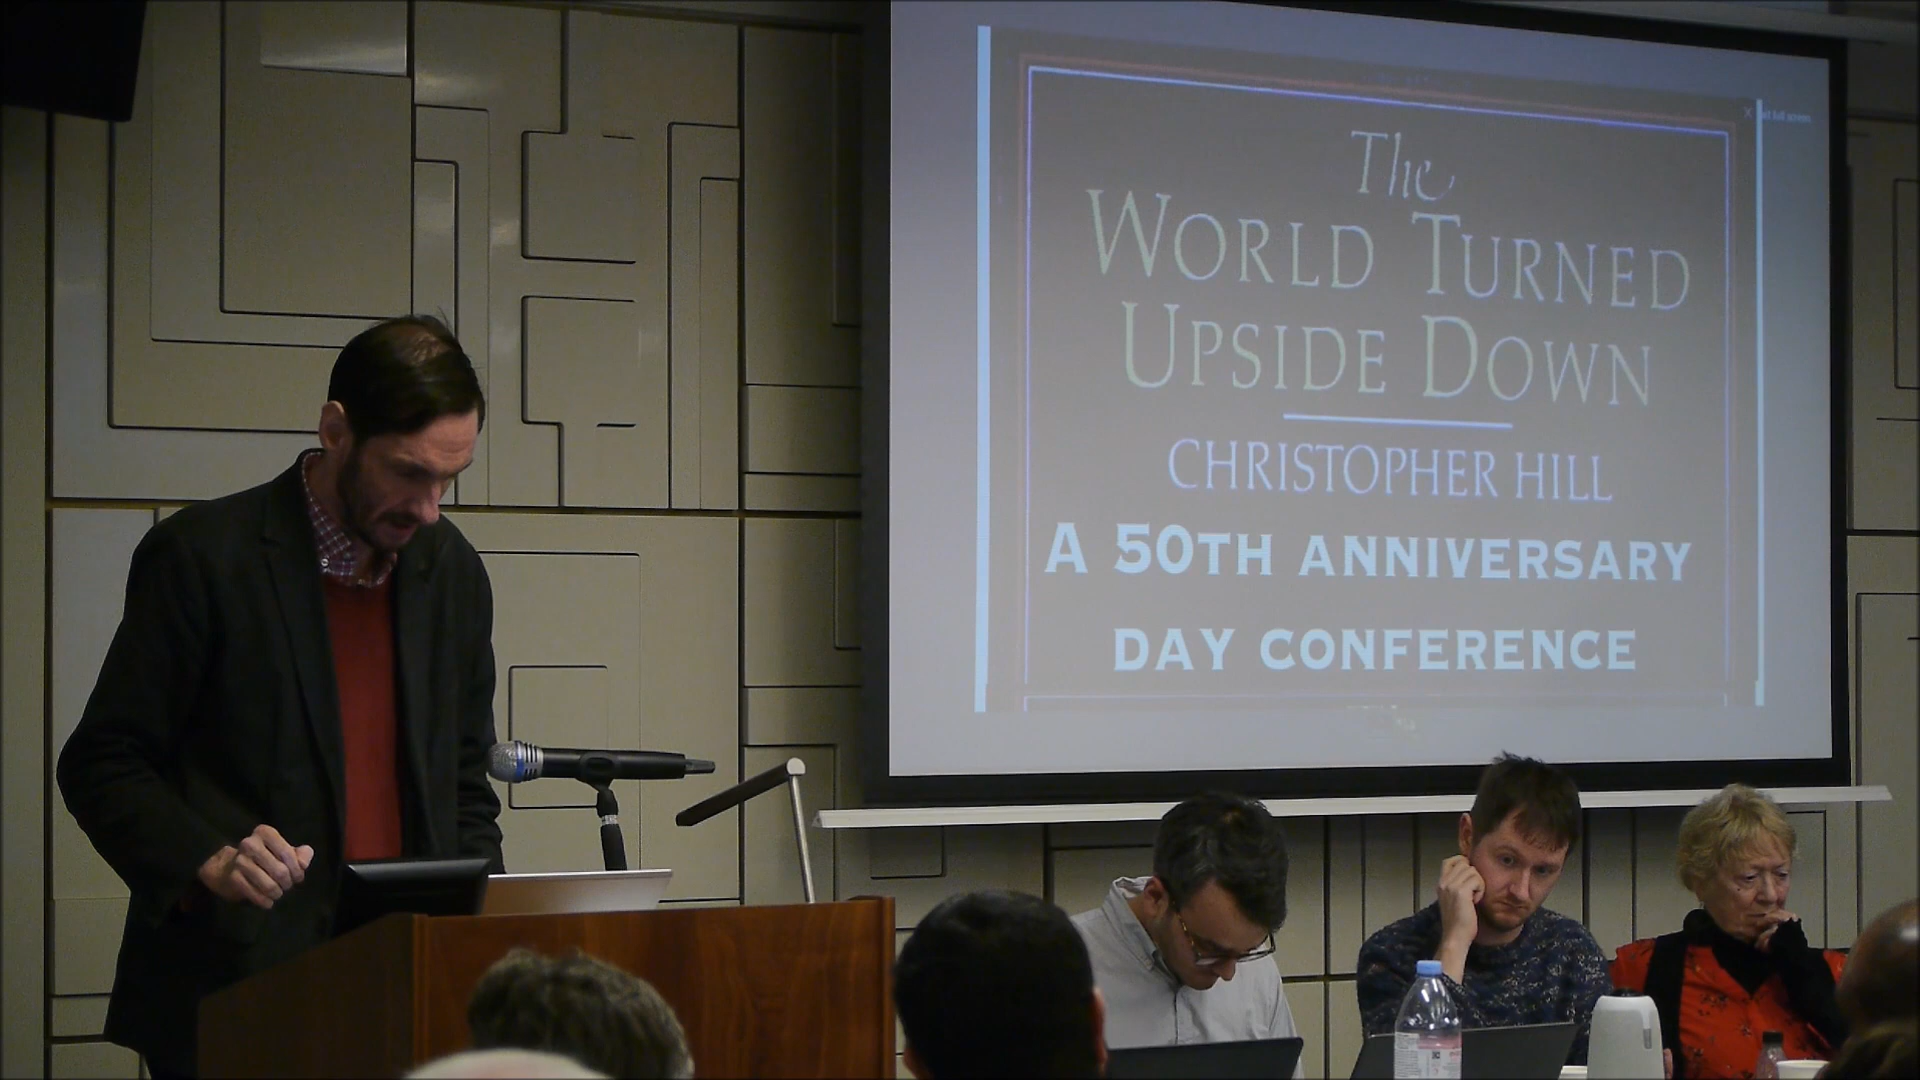 The
WORLD TURNED
UPSIDE DOWN
CHRISTOPHER HILL
A 50TH ANNIVERSARY
DAY CONFERENCE